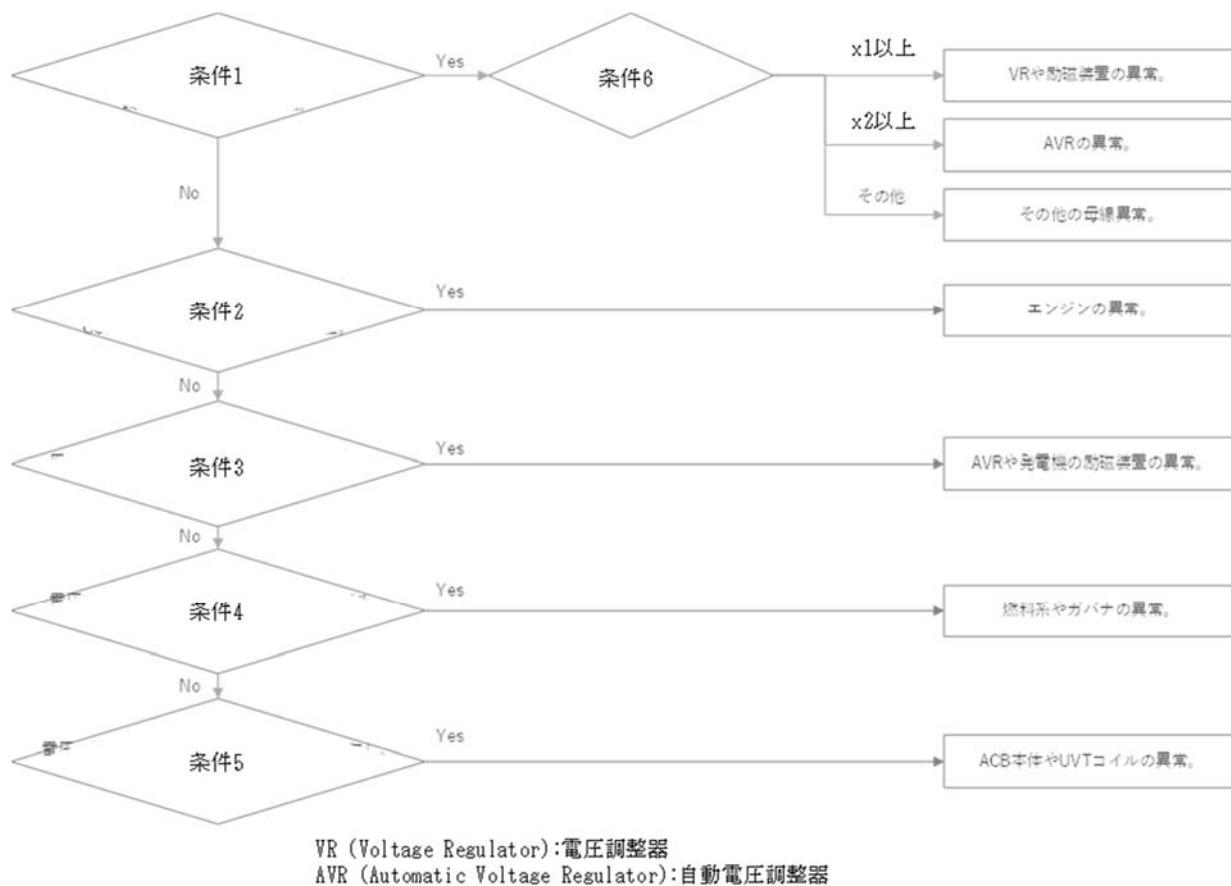 条件1
Yes
条件6
x1以上
VRや励磁装置の異常。
x2以上
AVRの異常。
No
その他
その他の母線異常。
条件2
Yes
エンジンの異常。
No
条件3
Yes
AVRや発電機の励磁装置の異常。
No
条件4
Yes
燃料系やガバナの異常。
No
条件5
Yes
ACB本体やUVTコイルの異常。
VR (Voltage Regulator):電圧調整器
AVR (Automatic Voltage Regulator):自動電圧調整器